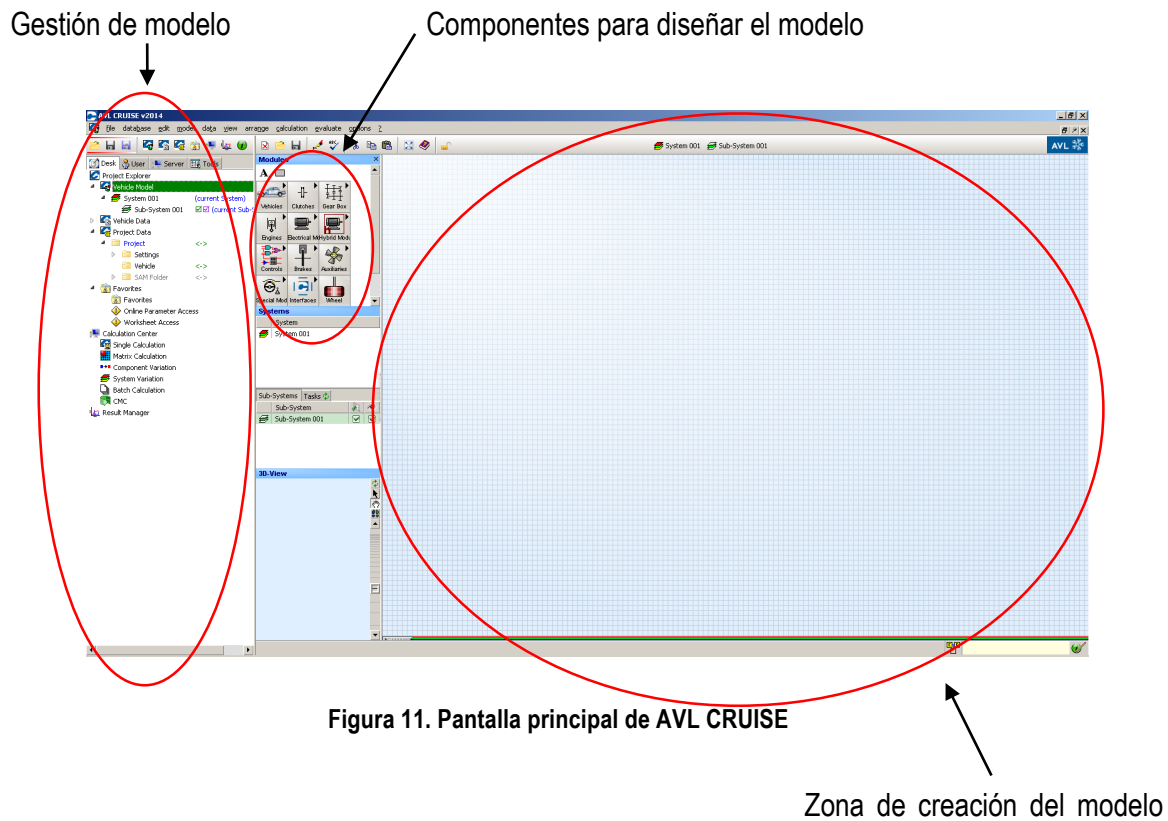 Gestión de modelo
Componentes para diseñar el modelo
AVL CRUISE v2014
file database edit model data view arrange calculation evaluate options ?
System 001 Sub-System 001
AVL
Desk User Server Tools
Project Explorer
Vehicle Model
System 001 (current System)
Sub-System 001 (current Sub-
Vehicle Data
Project Data
Project <->
Settings
Vehicle <->
SAM Folder <->
Favorites
Favorites
Online Parameter Access
Worksheet Access
Calculation Center
Single Calculation
Matrix Calculation
Component Variation
System Variation
Batch Calculation
CMC
Result Manager
Modules
A
Vehicles Clutches Gear Box
Engines Electrical Mo Hybrid Modu
Controls Brakes Auxiliaries
Special Mod Interfaces Wheel
Systems
System
System 001
Sub-Systems Tasks
Sub-System
Sub-System 001
3D-View
Figura 11. Pantalla principal de AVL CRUISE
Zona de creación del modelo